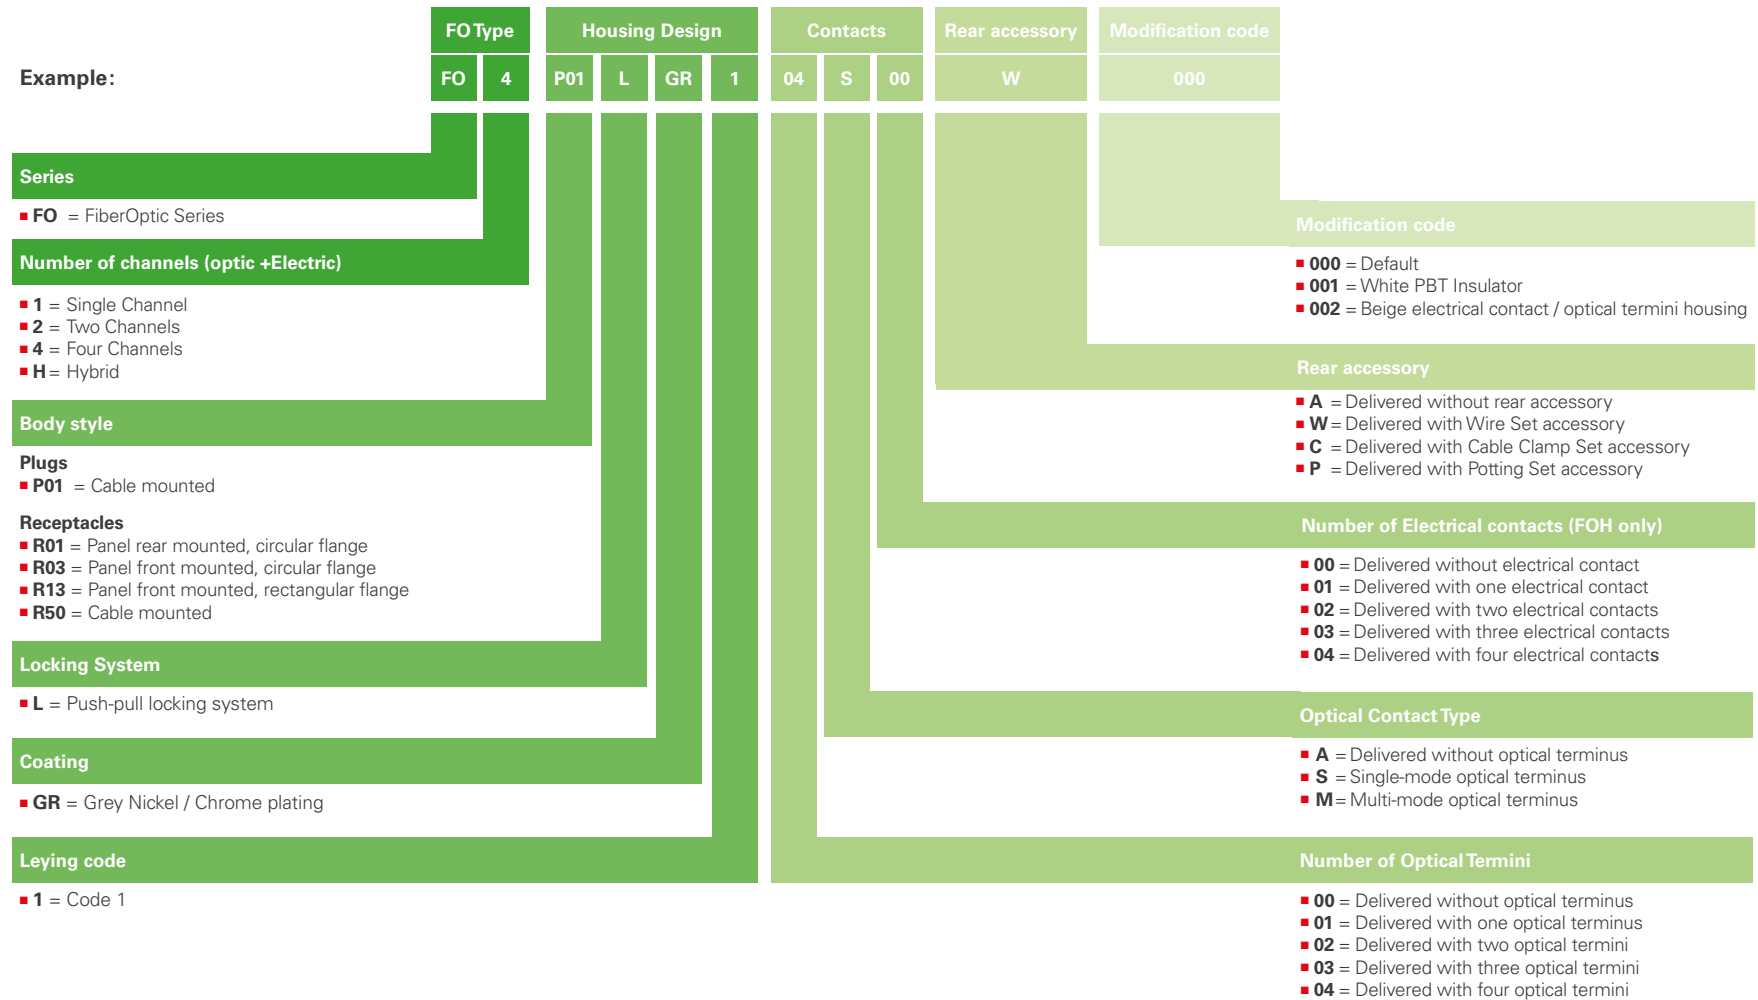 FO Type Housing Design Contacts Rear accessory Modification code
Example: FO 4 P01 L GR 1 04 S 00 W 000
Series
FO = FiberOptic Series
Number of channels (optic +Electric)
1 = Single Channel
2 = Two Channels
4 = Four Channels
H = Hybrid
Body style
Plugs
P01 = Cable mounted
Receptacles
R01 = Panel rear mounted, circular flange
R03 = Panel front mounted, circular flange
R13 = Panel front mounted, rectangular flange
R50 = Cable mounted
Locking System
L = Push-pull locking system
Coating
GR = Grey Nickel / Chrome plating
Leying code
1 = Code 1
Modification code
000 = Default
001 = White PBT Insulator
002 = Beige electrical contact / optical termini housing
Rear accessory
A = Delivered without rear accessory
W = Delivered with Wire Set accessory
C = Delivered with Cable Clamp Set accessory
P = Delivered with Potting Set accessory
Number of Electrical contacts (FOH only)
00 = Delivered without electrical contact
01 = Delivered with one electrical contact
02 = Delivered with two electrical contacts
03 = Delivered with three electrical contacts
04 = Delivered with four electrical contacts
Optical Contact Type
A = Delivered without optical terminus
S = Single-mode optical terminus
M = Multi-mode optical terminus
Number of Optical Termini
00 = Delivered without optical terminus
01 = Delivered with one optical terminus
02 = Delivered with two optical termini
03 = Delivered with three optical termini
04 = Delivered with four optical termini